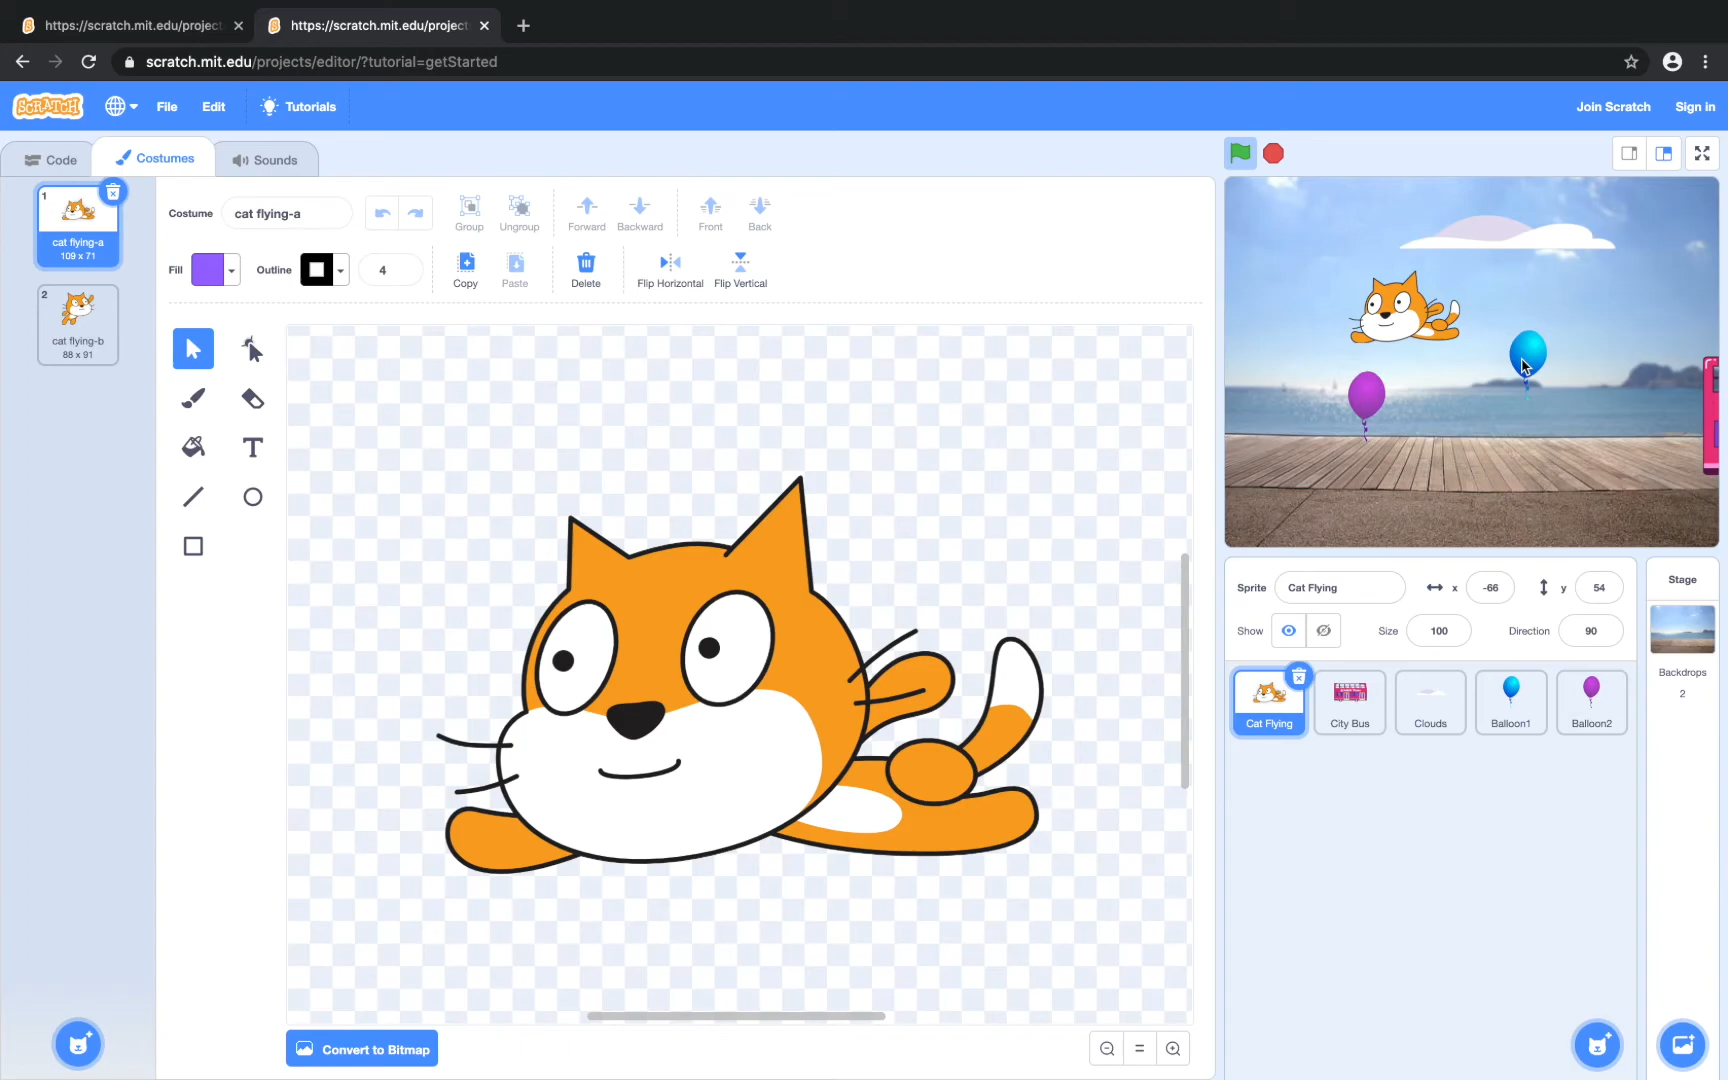 https://scratch.mit.edu/project
https://scratch.mit.edu/project
scratch.mit.edu/projects/editor/?tutorial=getStarted
SCRATCH
File
Edit
Tutorials
Join Scratch
Sign in
Code
Costumes
Sounds
1
cat flying-a
109 x 71
2
cat flying-b
88 x 91
Costume
cat flying-a
Group
Ungroup
Forward
Backward
Front
Back
Fill
Outline
4
Copy
Paste
Delete
Flip Horizontal
Flip Vertical
Convert to Bitmap
Sprite
Cat Flying
x
-66
y
54
Show
Size
100
Direction
90
Cat Flying
City Bus
Clouds
Balloon1
Balloon2
Stage
Backdrops
2